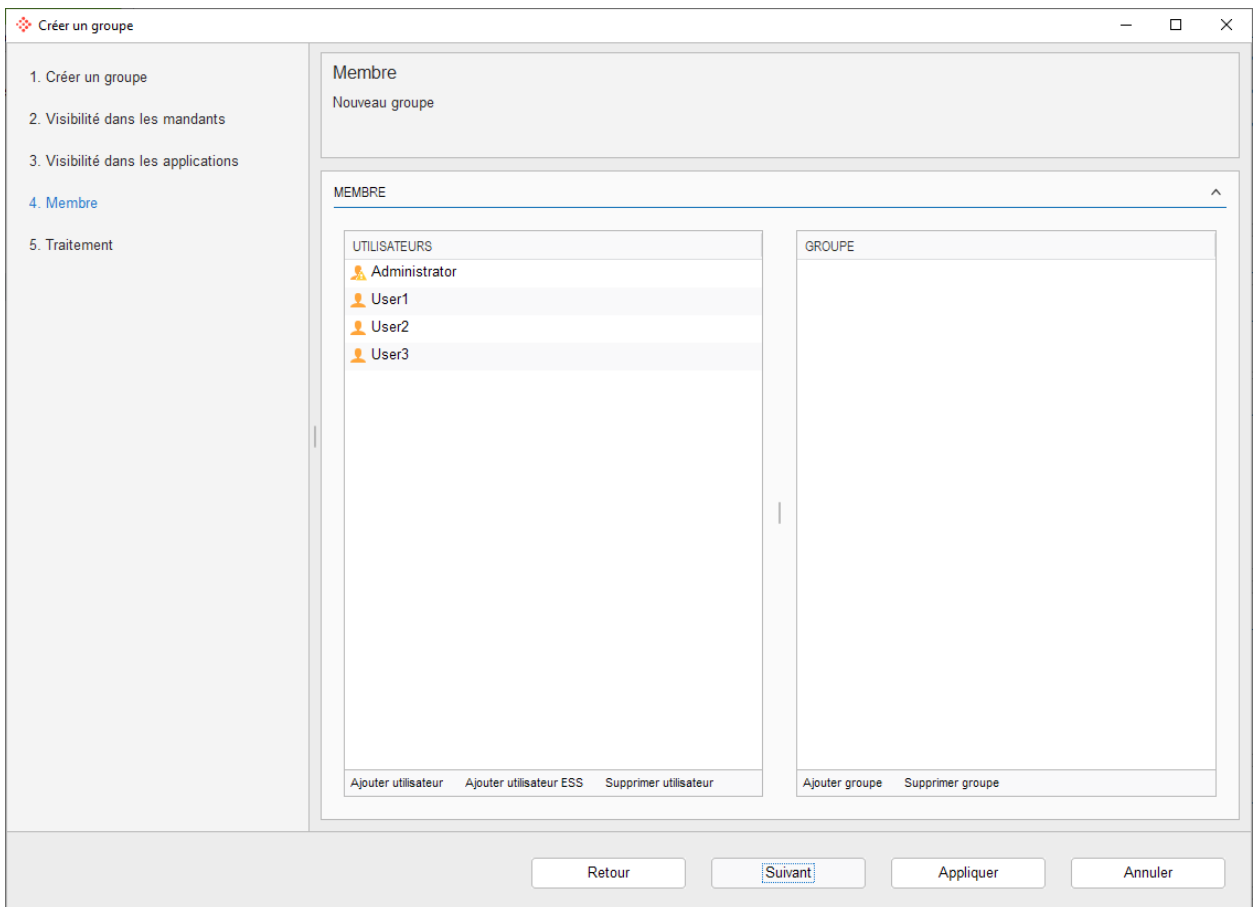 Créer un groupe
1. Créer un groupe
2. Visibilité dans les mandants
3. Visibilité dans les applications
4. Membre
5. Traitement
Membre
Nouveau groupe
MEMBRE
UTILISATEURS
Administrator
User1
User2
User3
Ajouter utilisateur Ajouter utilisateur ESS Supprimer utilisateur
GROUPE
Ajouter groupe Supprimer groupe
Retour Suivant Appliquer Annuler